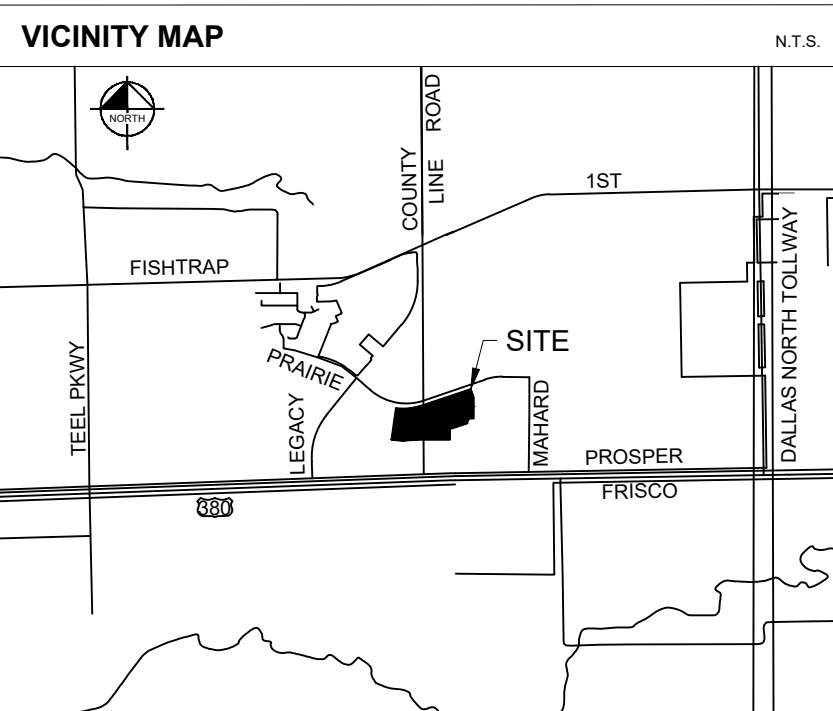 VICINITY MAP
N.T.S.
NORTH
COUNTY
LINE ROAD
1ST
FISHTRAP
DALLAS NORTH TOLLWAY
SITE
PRAIRIE
TEEL PKWY
LEGACY
MAHARD
PROSPER
FRISCO
380